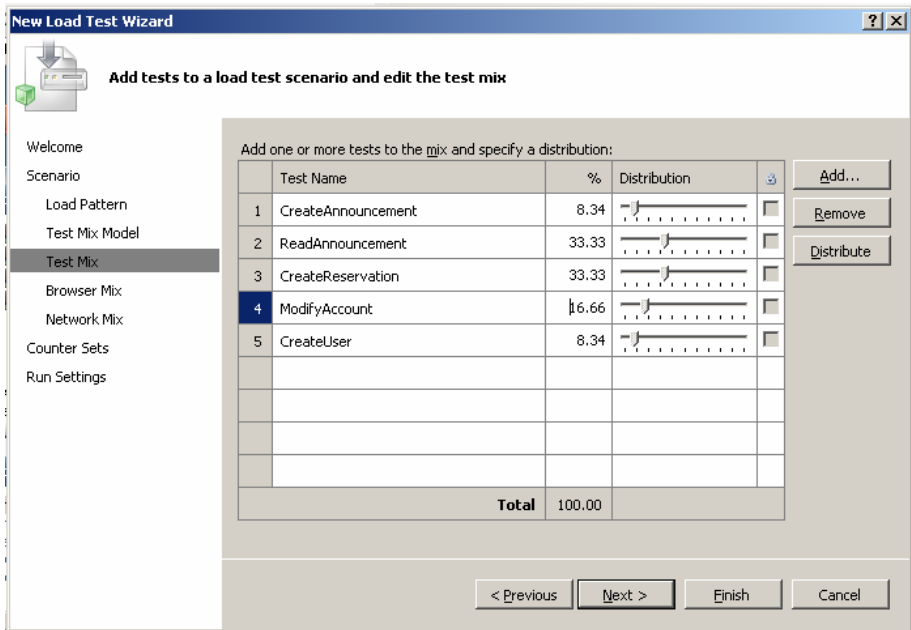 New Load Test Wizard
Add tests to a load test scenario and edit the test mix
Welcome
Scenario
Load Pattern
Test Mix Model
Test Mix
Browser Mix
Network Mix
Counter Sets
Run Settings
Add one or more tests to the mix and specify a distribution:
Test Name % Distribution
1 CreateAnnouncement 8.34
2 ReadAnnouncement 33.33
3 CreateReservation 33.33
4 ModifyAccount 16.66
5 CreateUser 8.34
Total 100.00
Add...
Remove
Distribute
< Previous Next > Finish Cancel